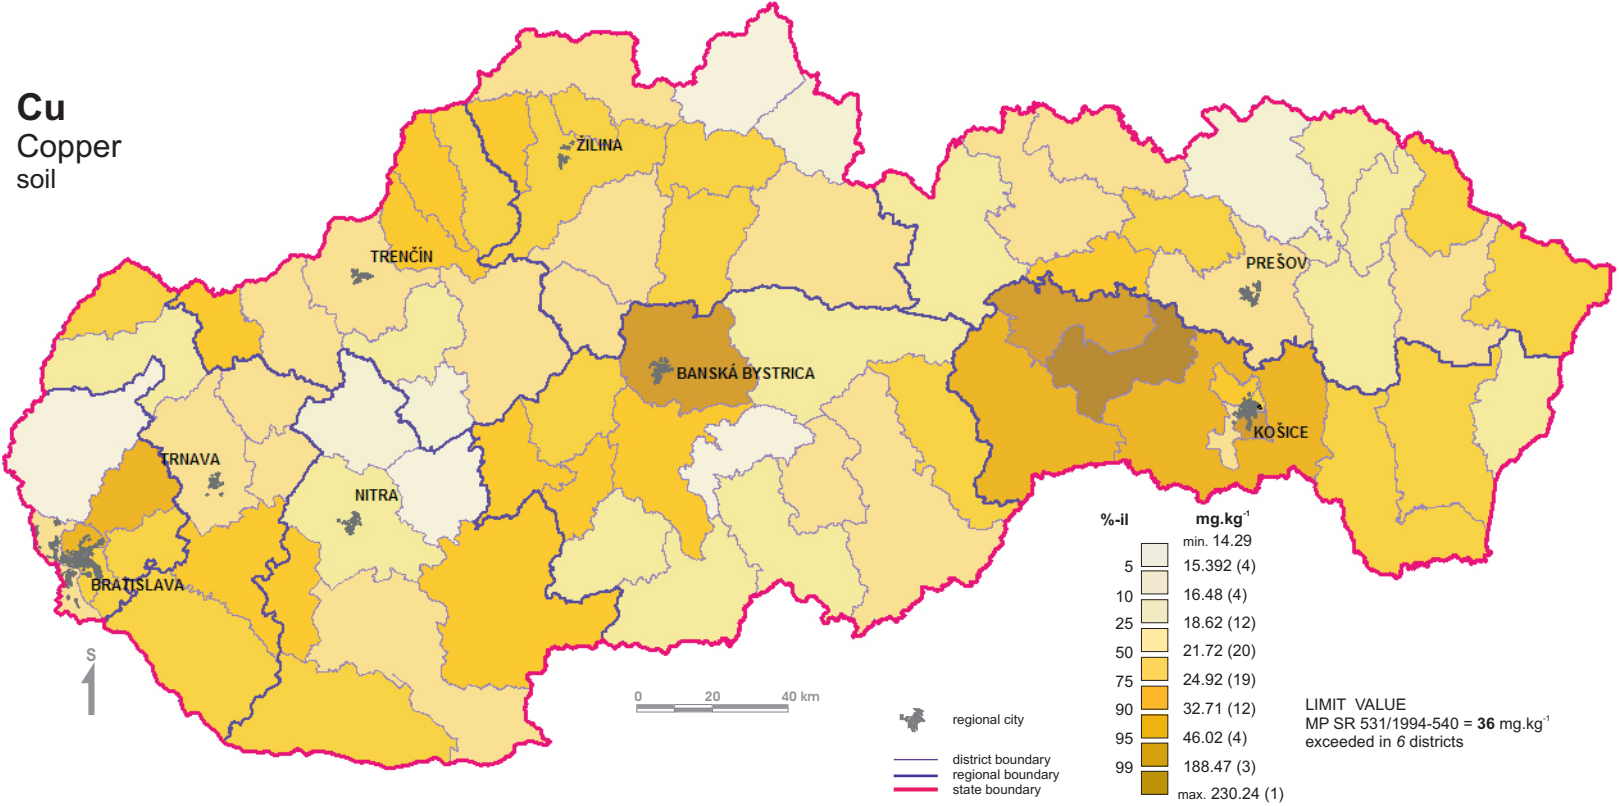 Cu
Copper
soil
ŽILINA
TRENČÍN
PREŠOV
BANSKÁ BYSTRICA
KOŠICE
TRNAVA
NITRA
BRATISLAVA
S
0 20 40 km
regional city
district boundary
regional boundary
state boundary
%-il mg.kg⁻¹
min. 14.29
5 15.392 (4)
10 16.48 (4)
25 18.62 (12)
50 21.72 (20)
75 24.92 (19)
90 32.71 (12)
95 46.02 (4)
99 188.47 (3)
max. 230.24 (1)
LIMIT VALUE
MP SR 531/1994-540 = 36 mg.kg⁻¹
exceeded in 6 districts